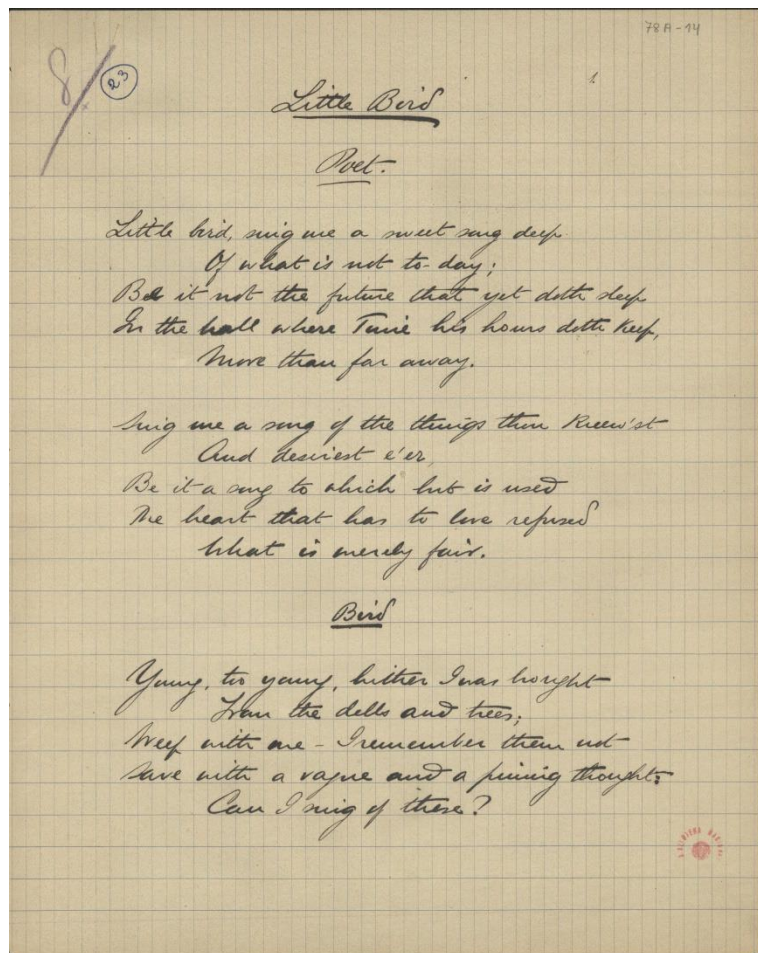 78A-14
8
23
1
Little Bird
Poet.
Little bird, sing me a sweet song deep
Of what is not to-day;
Be it not the future that yet doth sleep
In the hall where Time his hours doth keep,
More than far away.
Sing me a song of the things thou knew'st
And desirest e'er,
Be it a song to which but is used
The heart that has to love refused
What is merely fair.
Bird
Young, too young, hither I was brought
From the dells and trees;
Weep with me - I remember them not
Save with a vague and a pining thought:
Can I sing of these?